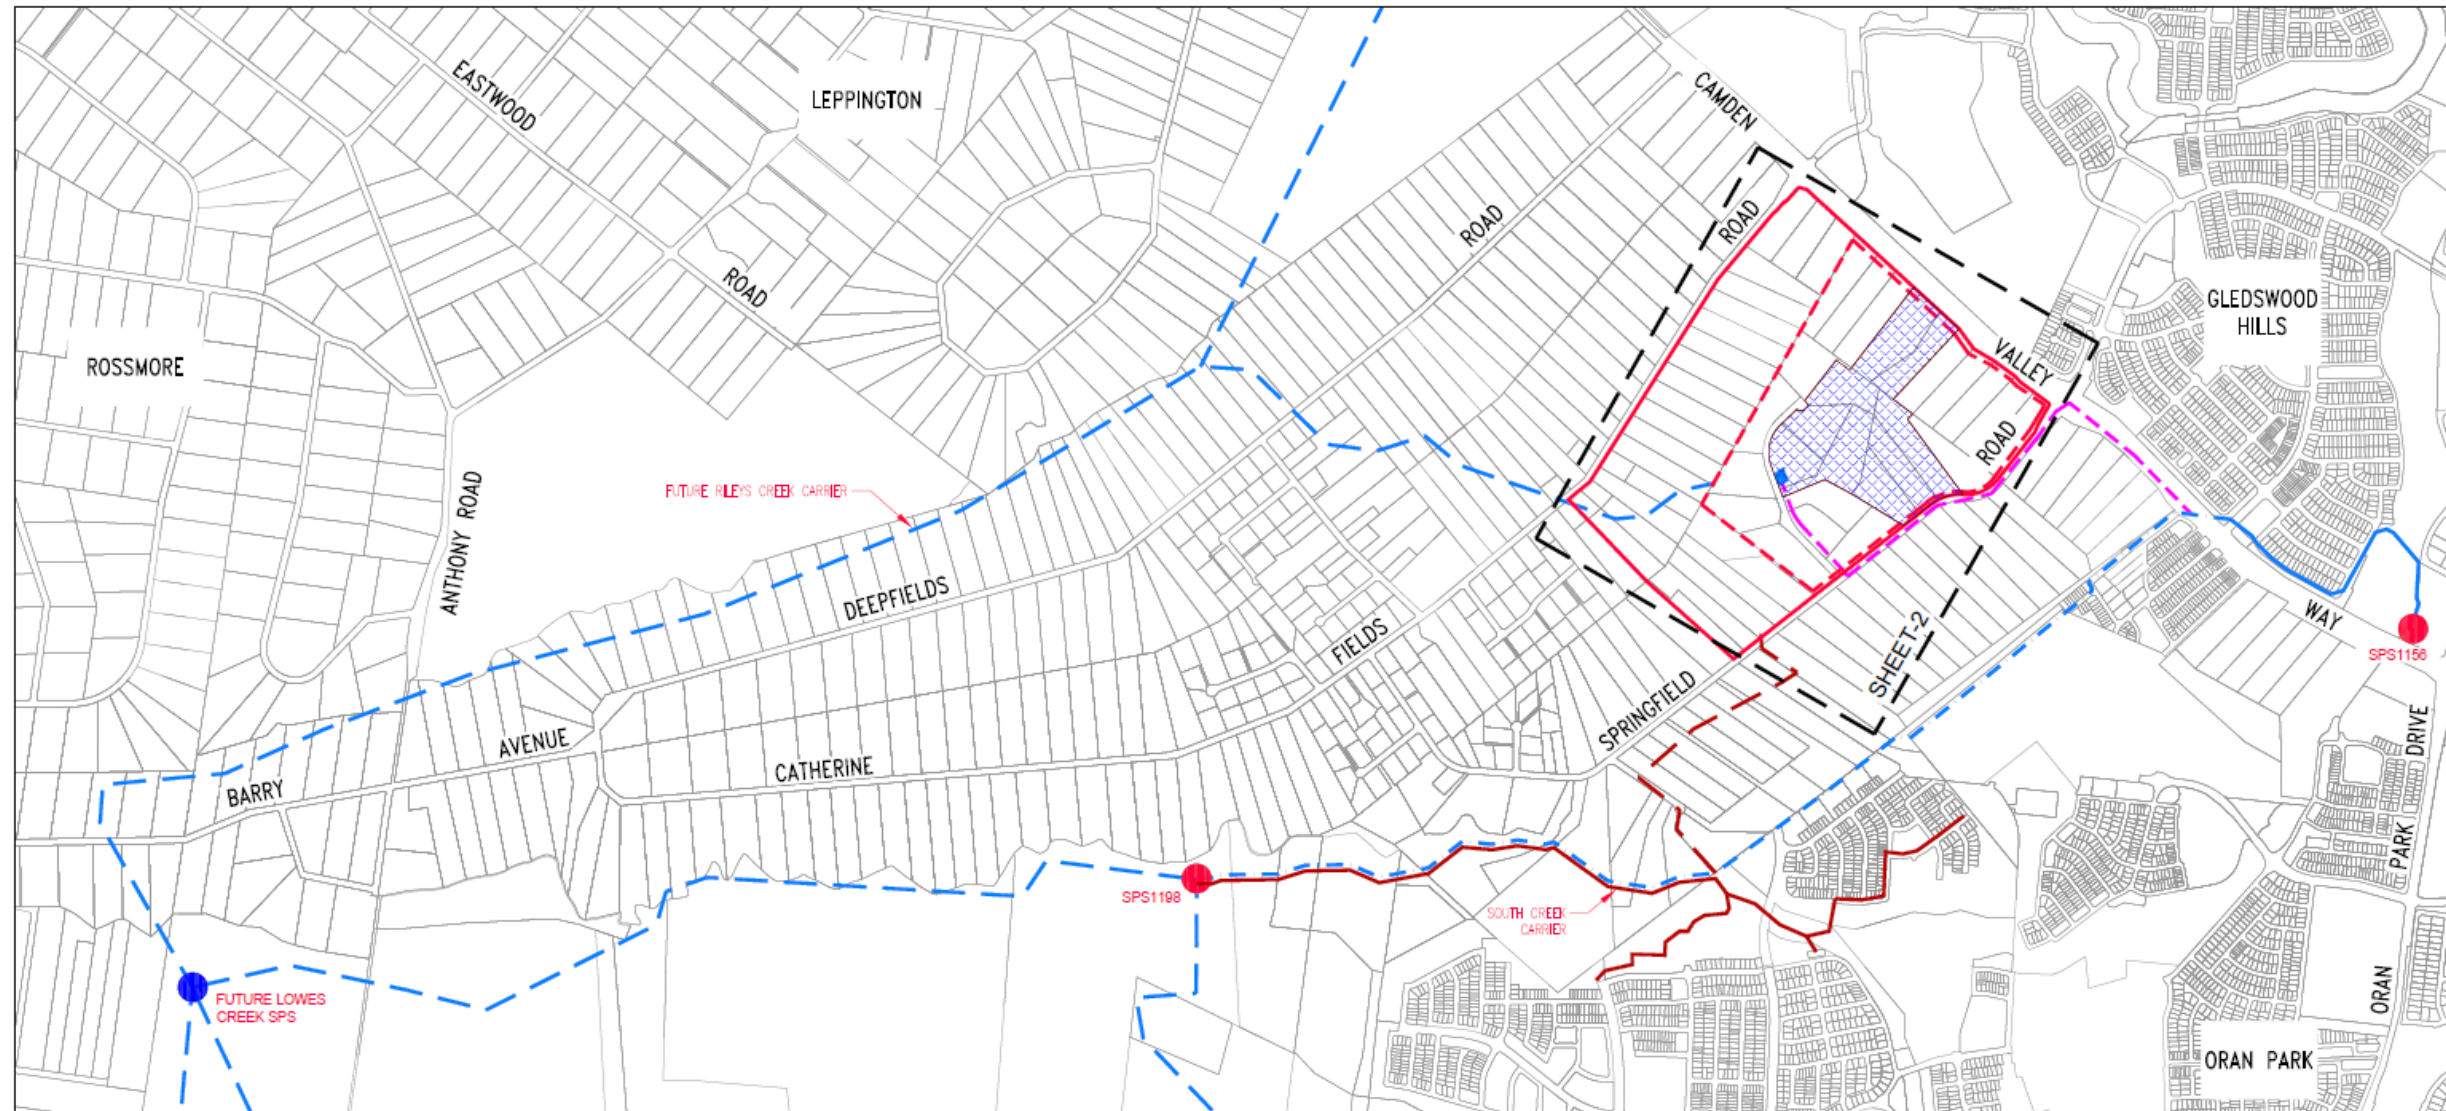 EASTWOOD
LEPPINGTON
CAMDEN
ROAD
ROAD
ROAD
GLEDSWOOD
HILLS
ROSSMORE
VALLEY
ROAD
FUTURE RILEYS CREEK CARRIER
ANTHONY ROAD
DEEPFIELDS
FIELDS
WAY
SPS1156
SHEET-2
SPRINGFIELD
AVENUE
CATHERINE
BARRY
DRIVE
PARK
SPS1198
SOUTH CREEK
CARRIER
FUTURE LOWES
CREEK SPS
ORAN
ORAN PARK